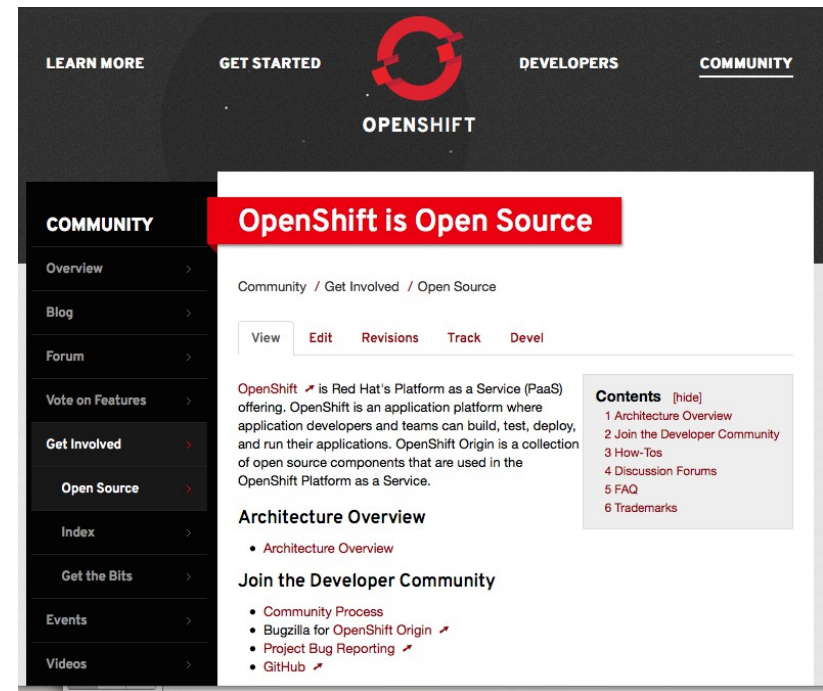 LEARN MORE
GET STARTED
DEVELOPERS
COMMUNITY
OPENSHIFT
COMMUNITY
Overview
Blog
Forum
Vote on Features
Get Involved
Open Source
Index
Get the Bits
Events
Videos
OpenShift is Open Source
Community / Get Involved / Open Source
View Edit Revisions Track Devel
OpenShift is Red Hat's Platform as a Service (PaaS)
offering. OpenShift is an application platform where
application developers and teams can build, test, deploy,
and run their applications. OpenShift Origin is a collection
of open source components that are used in the
OpenShift Platform as a Service.
Contents [hide]
1 Architecture Overview
2 Join the Developer Community
3 How-Tos
4 Discussion Forums
5 FAQ
6 Trademarks
Architecture Overview
• Architecture Overview
Join the Developer Community
• Community Process
• Bugzilla for OpenShift Origin
• Project Bug Reporting
• GitHub